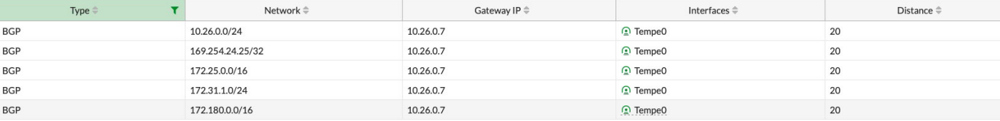 Type Network Gateway IP Interfaces Distance
BGP 10.26.0.0/24 10.26.0.7 Tempe0 20
BGP 169.254.24.25/32 10.26.0.7 Tempe0 20
BGP 172.25.0.0/16 10.26.0.7 Tempe0 20
BGP 172.31.1.0/24 10.26.0.7 Tempe0 20
BGP 172.180.0.0/16 10.26.0.7 Tempe0 20